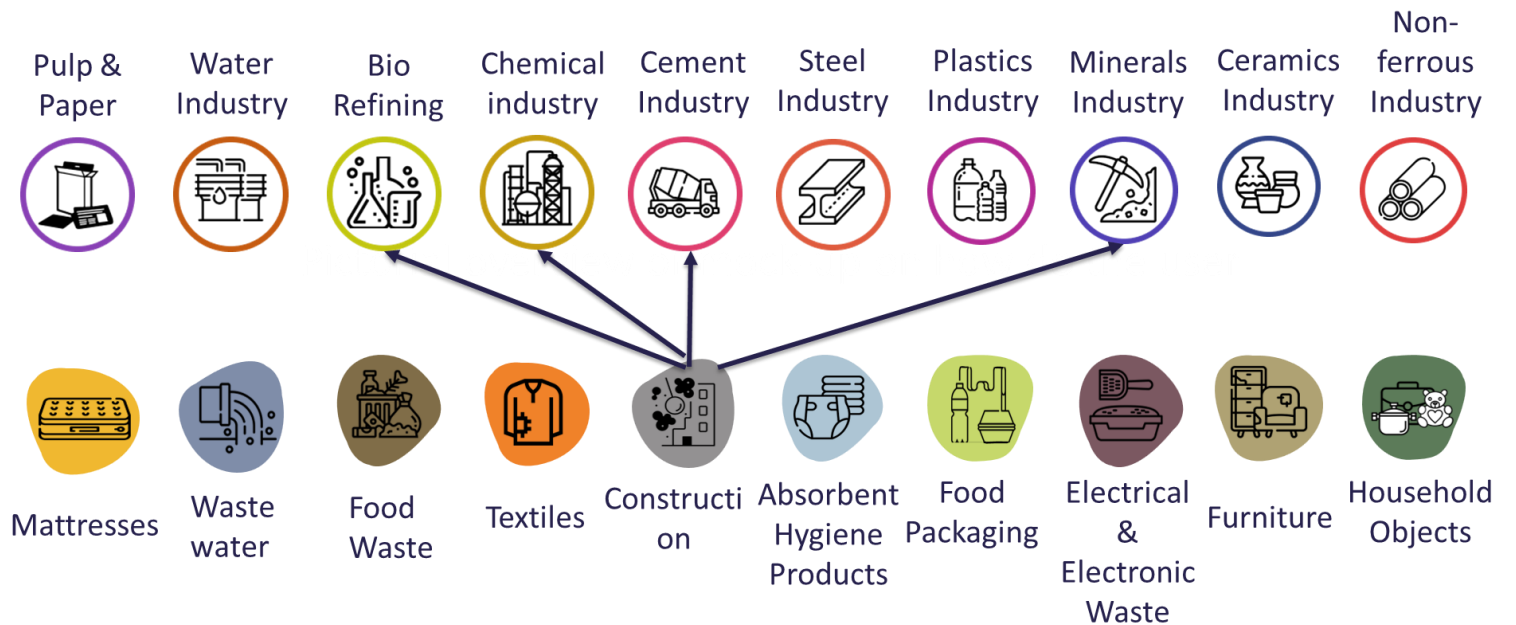 Pulp &
Paper
Water
Industry
Bio
Refining
Chemical
industry
Cement
Industry
Steel
Industry
Plastics
Industry
Minerals
Industry
Ceramics
Industry
Non-
ferrous
Industry
Mattresses
Waste
water
Food
Waste
Textiles
Constructi
on
Absorbent
Hygiene
Products
Food
Packaging
Electrical
&
Electronic
Waste
Furniture
Household
Objects